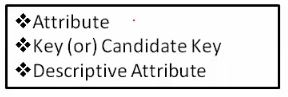 ❖Attribute
❖Key (or) Candidate Key
❖Descriptive Attribute